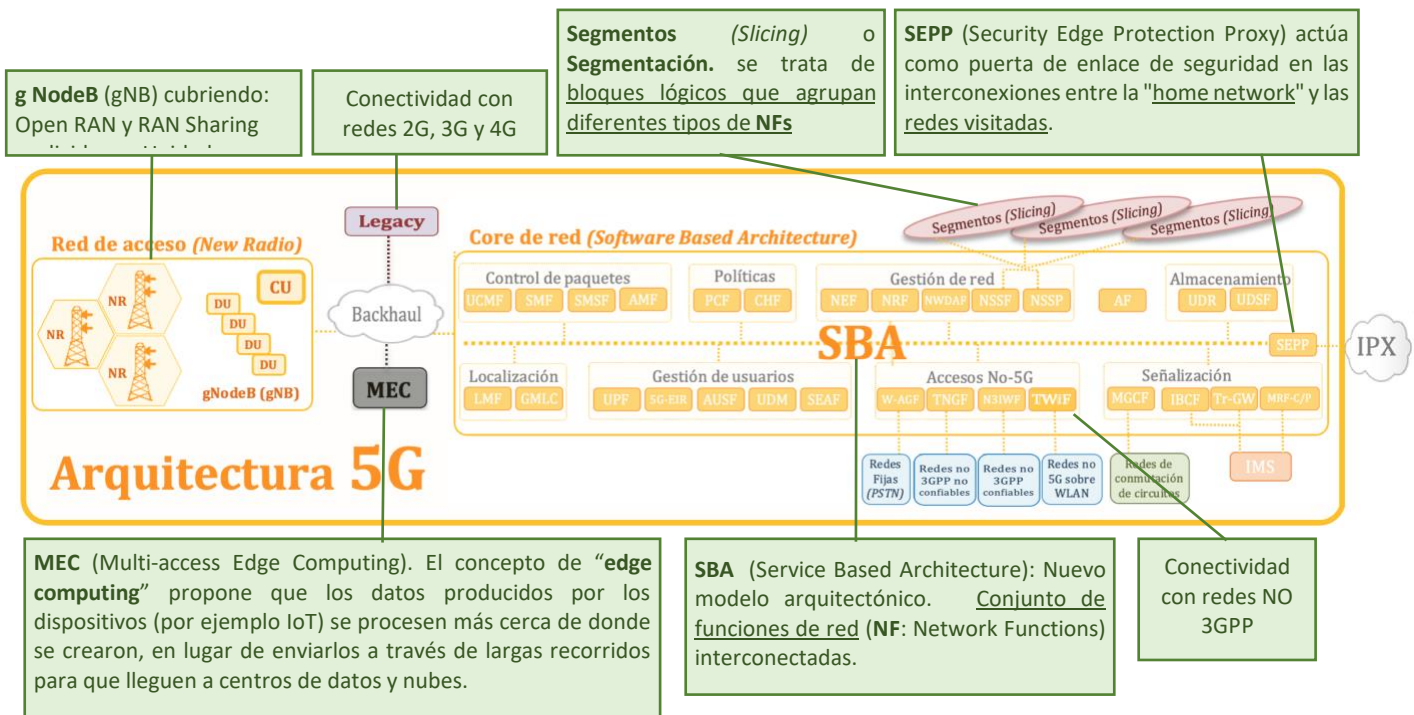 g NodeB (gNB) cubriendo:
Open RAN y RAN Sharing
Conectividad con
redes 2G, 3G y 4G
Segmentos (Slicing) o
Segmentación. se trata de
bloques lógicos que agrupan
diferentes tipos de NFs
SEPP (Security Edge Protection Proxy) actúa
como puerta de enlace de seguridad en las
interconexiones entre la "home network" y las
redes visitadas.
Red de acceso (New Radio)
NR
NR
NR
CU
DU
DU
DU
DU
gNodeB (gNB)
Legacy
Backhaul
MEC
Core de red (Software Based Architecture)
Segmentos (Slicing)
Segmentos (Slicing)
Segmentos (Slicing)
Control de paquetes
UCMF SMF SMSF AMF
Políticas
PCF CHF
Gestión de red
NEF NRF NWDAF NSSF NSSP
AF
Almacenamiento
UDR UDSF
SBA
SEPP
IPX
Localización
LMF GMLC
Gestión de usuarios
UPF 5G-EIR AUSF UDM SEAF
Accesos No-5G
W-AGF TNGF N3IWF TWIF
Señalización
MGCF IBCF Tr-GW MRF-C/P
Redes
Fijas
(PSTN)
Redes no
3GPP no
confiables
Redes no
3GPP
confiables
Redes no
5G sobre
WLAN
Redes de
conmutación
de circuitos
IMS
Arquitectura 5G
MEC (Multi-access Edge Computing). El concepto de “edge
computing” propone que los datos producidos por los
dispositivos (por ejemplo IoT) se procesen más cerca de donde
se crearon, en lugar de enviarlos a través de largas recorridos
para que lleguen a centros de datos y nubes.
SBA (Service Based Architecture): Nuevo
modelo arquitectónico. Conjunto de
funciones de red (NF: Network Functions)
interconectadas.
Conectividad
con redes NO
3GPP